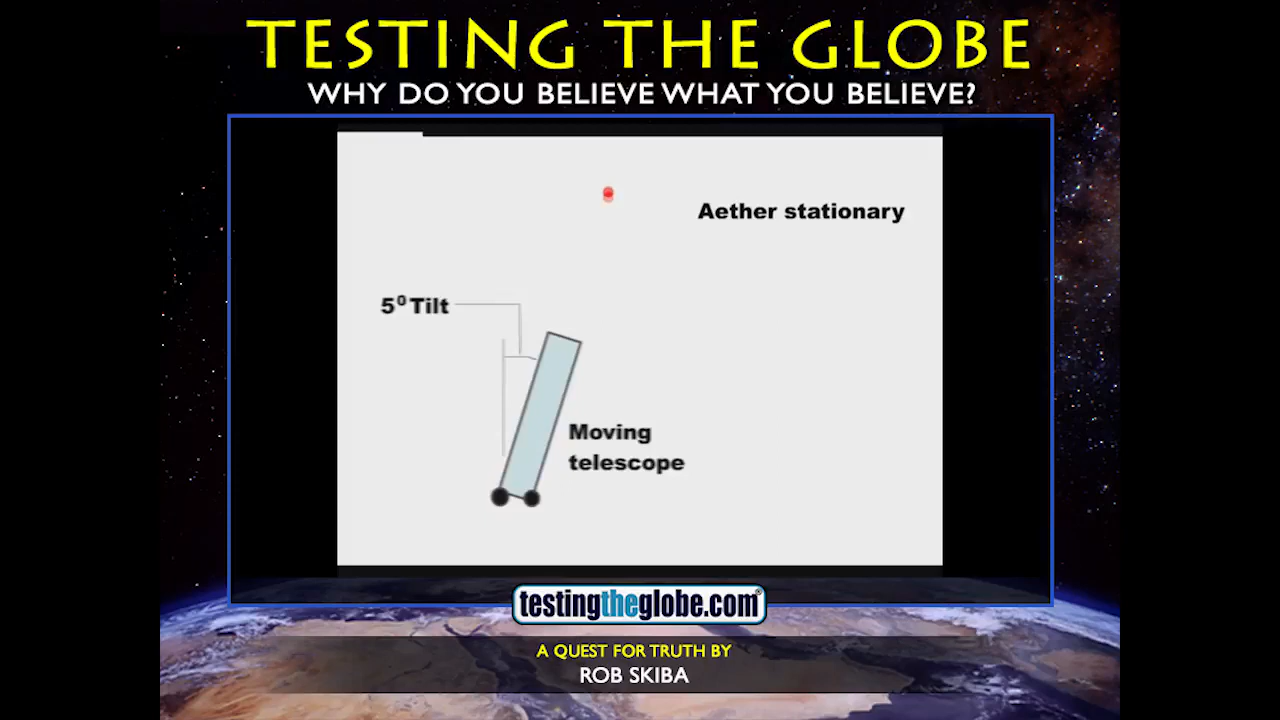 TESTING THE GLOBE
WHY DO YOU BELIEVE WHAT YOU BELIEVE?
Aether stationary
5⁰ Tilt
Moving
telescope
testingtheglobe.com®
A QUEST FOR TRUTH BY
ROB SKIBA